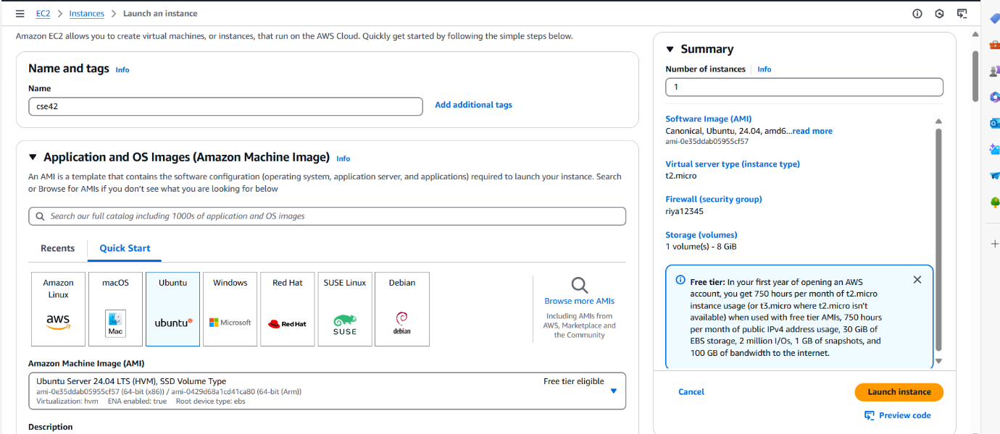 EC2 > Instances > Launch an instance
Amazon EC2 allows you to create virtual machines, or instances, that run on the AWS Cloud. Quickly get started by following the simple steps below.
Name and tags Info
Name
cse42
Add additional tags
Application and OS Images (Amazon Machine Image) Info
An AMI is a template that contains the software configuration (operating system, application server, and applications) required to launch your instance. Search
or Browse for AMIs if you don't see what you are looking for below
Search our full catalog including 1000s of application and OS images
Recents
Quick Start
Amazon
Linux
aws
macOS
Mac
Ubuntu
ubuntu
Windows
Microsoft
Red Hat
Red Hat
SUSE Linux
SUSE
Debian
debian
Browse more AMIs
Including AMIs from
AWS, Marketplace and
the Community
Amazon Machine Image (AMI)
Ubuntu Server 24.04 LTS (HVM), SSD Volume Type
Free tier eligible
ami-0e35ddab05955cf57 (64-bit (x86)) / ami-0429d68a1cd41ca80 (64-bit (Arm))
Virtualization: hvm ENA enabled: true Root device type: ebs
Description
Summary
Number of instances Info
1
Software Image (AMI)
Canonical, Ubuntu, 24.04, amd6...read more
ami-0e35ddab05955cf57
Virtual server type (instance type)
t2.micro
Firewall (security group)
riya12345
Storage (volumes)
1 volume(s) - 8 GiB
Free tier: In your first year of opening an AWS
account, you get 750 hours per month of t2.micro
instance usage (or t3.micro where t2.micro isn't
available) when used with free tier AMIs, 750 hours
per month of public IPv4 address usage, 30 GiB of
EBS storage, 2 million I/Os, 1 GB of snapshots, and
100 GB of bandwidth to the internet.
Cancel
Launch instance
Preview code